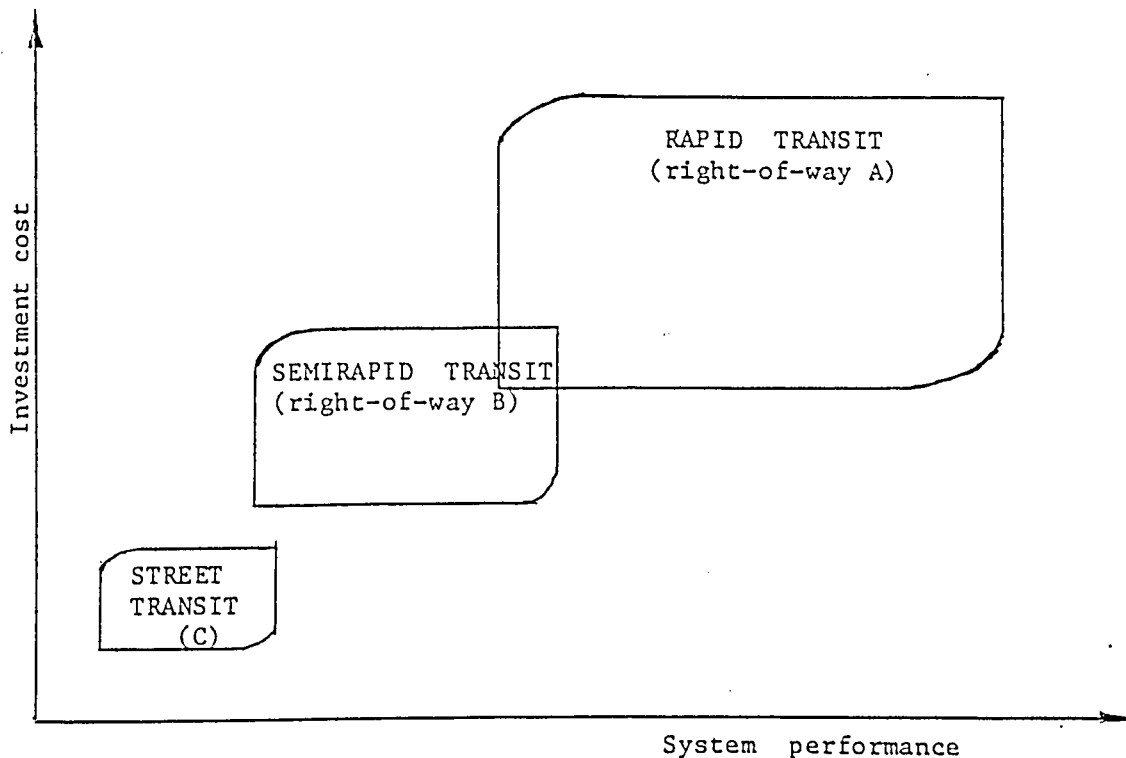 RAPID TRANSIT
(right-of-way A)
Investment cost
SEMIRAPID TRANSIT
(right-of-way B)
STREET
TRANSIT
(C)
System performance